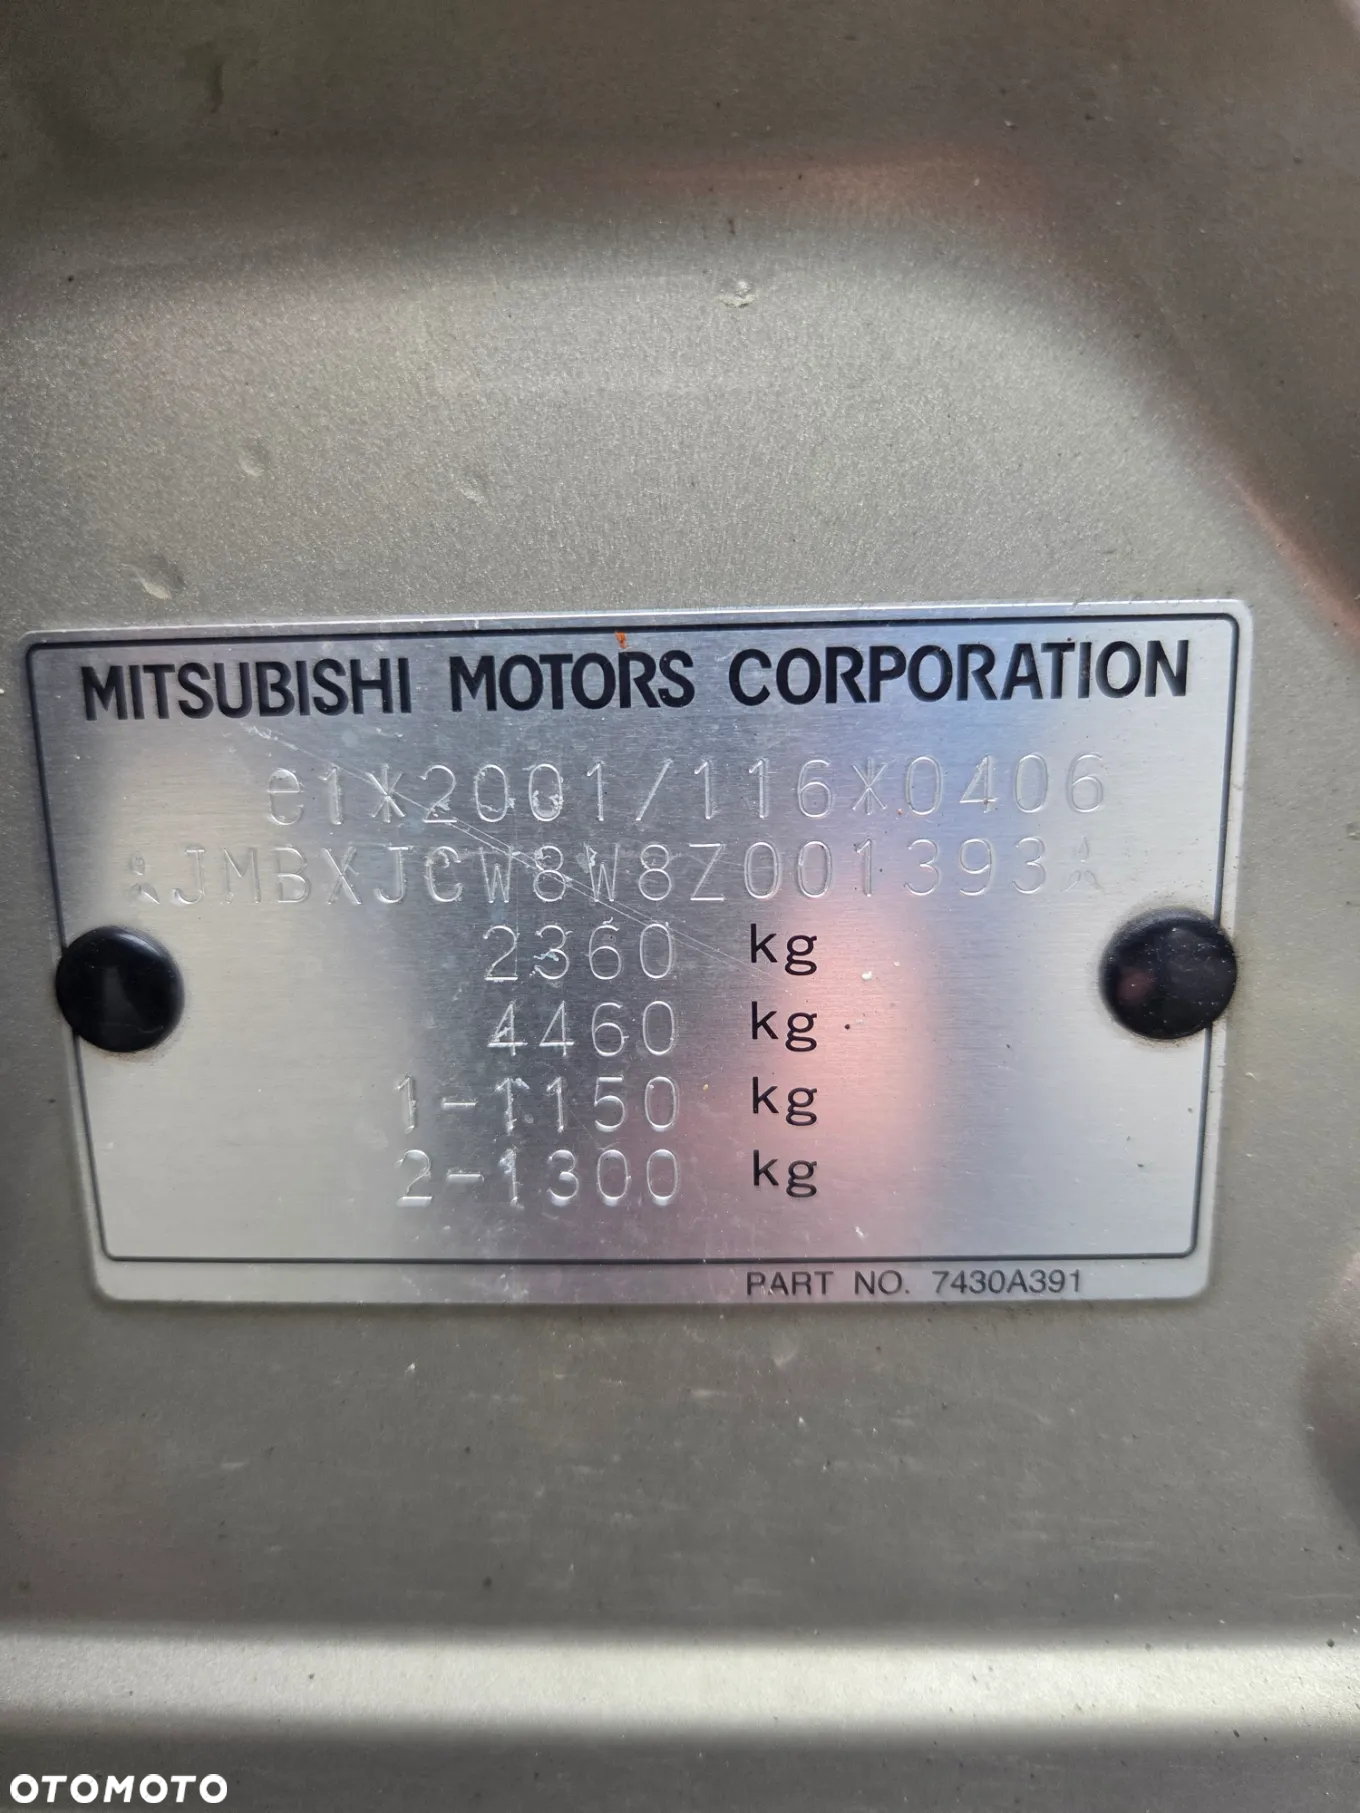 MITSUBISHI MOTORS CORPORATION
e1*2001/116*0406
JMBXJCW8W8Z001393
2360 kg
4460 kg
1-1150 kg
2-1300 kg
PART NO. 7430A391
OTOMOTO